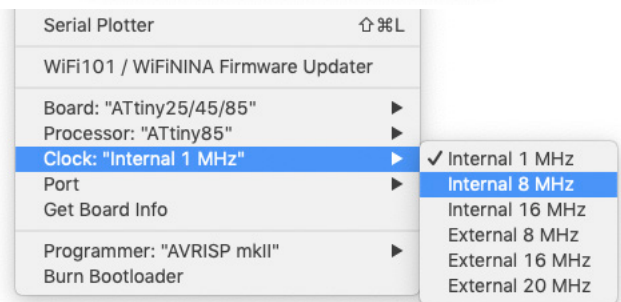 Serial Plotter ⇧⌘L
WiFi101 / WiFiNINA Firmware Updater
Board: "ATtiny25/45/85"
Processor: "ATtiny85"
Clock: "Internal 1 MHz"
Port
Get Board Info
Programmer: "AVRISP mkII"
Burn Bootloader
✓ Internal 1 MHz
Internal 8 MHz
Internal 16 MHz
External 8 MHz
External 16 MHz
External 20 MHz